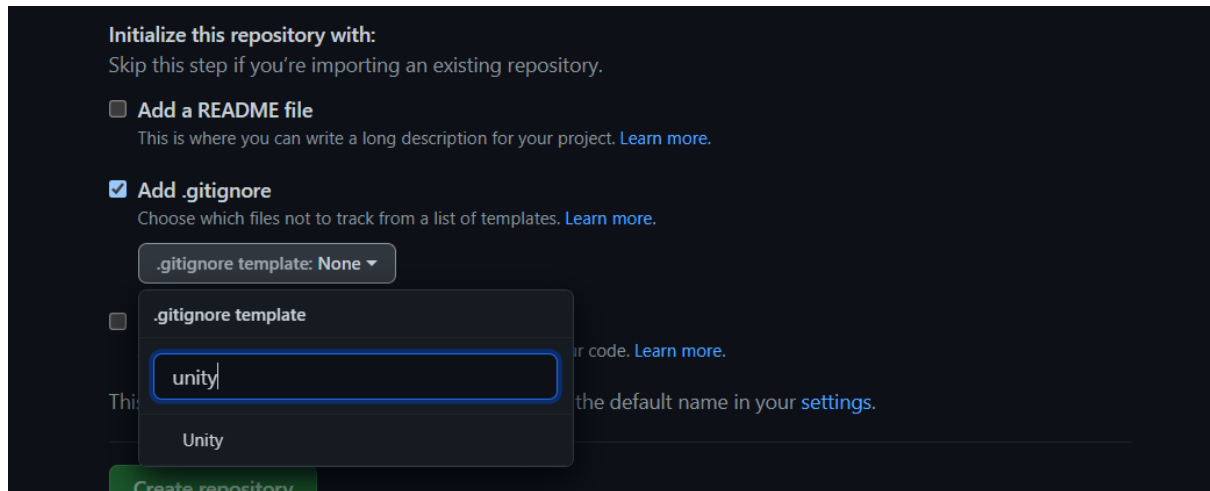 Initialize this repository with:
Skip this step if you’re importing an existing repository.
Add a README file
This is where you can write a long description for your project. Learn more.
Add .gitignore
Choose which files not to track from a list of templates. Learn more.
.gitignore template: None
.gitignore template
code. Learn more.
unity
the default name in your settings.
Unity
Create repository